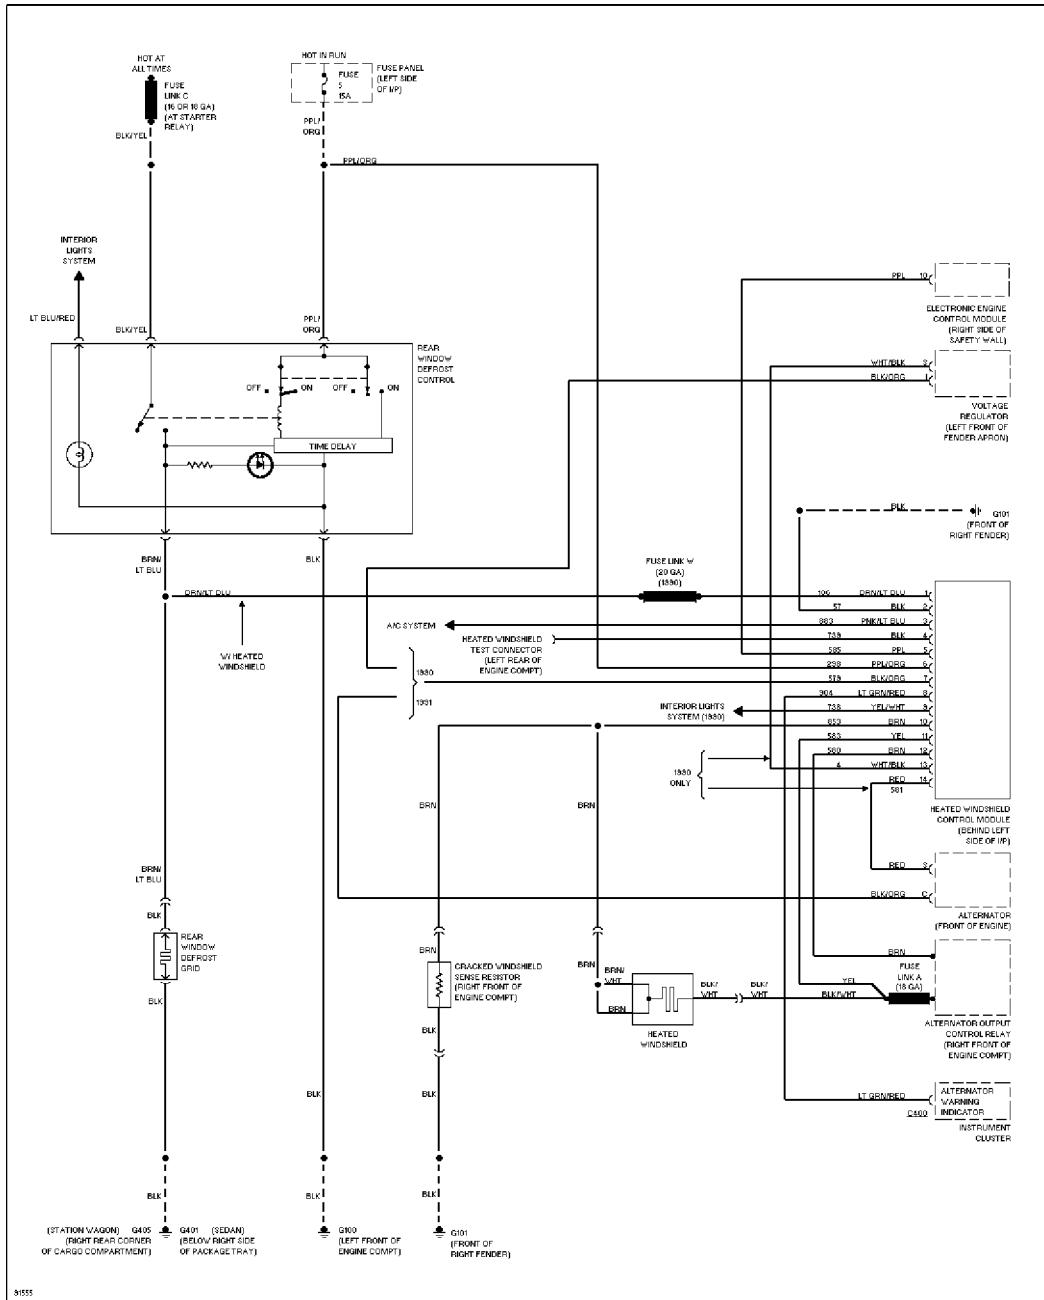 HOT AT
ALL TIMES
FUSE
LINK C
(16 OR 18 GA)
(AT STARTER
RELAY)
BLK/YEL
HOT IN RUN
FUSE
5
15A
FUSE PANEL
(LEFT SIDE
OF I/P)
PPL/
ORG
PPL/ORG
INTERIOR
LIGHTS
SYSTEM
LT BLU/RED
BLK/YEL
PPL/
ORG
REAR
WINDOW
DEFROST
CONTROL
OFF
ON
OFF
ON
TIME DELAY
PPL
10
ELECTRONIC ENGINE
CONTROL MODULE
(RIGHT SIDE OF
SAFETY WALL)
WHT/BLK
S
BLK/ORG
I
VOLTAGE
REGULATOR
(LEFT FRONT OF
FENDER APRON)
BLK
G101
(FRONT OF
RIGHT FENDER)
BRN/
LT BLU
BLK
BRN/LT BLU
W/ HEATED
WINDSHIELD
FUSE LINK W
(20 GA)
(1990)
A/C SYSTEM
HEATED WINDSHIELD
TEST CONNECTOR
(LEFT REAR OF
ENGINE COMPT)
1990
1991
INTERIOR LIGHTS
SYSTEM (1990)
106 BRN/LT BLU 1
57 BLK 2
883 PNK/LT BLU 3
739 BLK 4
585 PPL 5
298 PPL/ORG 6
579 BLK/ORG 7
904 LT GRN/RED 8
738 YEL/WHT 9
853 BRN 10
583 YEL 11
580 BRN 12
4 WHT/BLK 13
RED 14
581
1990
ONLY
HEATED WINDSHIELD
CONTROL MODULE
(BEHIND LEFT
SIDE OF I/P)
BRN
BRN
BRN/
LT BLU
BLK
REAR
WINDOW
DEFROST
GRID
BLK
RED
S
BLK/ORG
C
ALTERNATOR
(FRONT OF ENGINE)
BRN
CRACKED WINDSHIELD
SENSE RESISTOR
(RIGHT FRONT OF
ENGINE COMPT)
BLK
BRN
BRN/
WHT
BRN
HEATED
WINDSHIELD
BLK/
WHT
BLK/
WHT
BRN
YEL
BLK/WHT
FUSE
LINK A
(18 GA)
ALTERNATOR OUTPUT
CONTROL RELAY
(RIGHT FRONT OF
ENGINE COMPT)
BLK
BLK
LT GRN/RED
C400
ALTERNATOR
WARNING
INDICATOR
INSTRUMENT
CLUSTER
BLK
BLK
BLK
(STATION WAGON) G405
(RIGHT REAR CORNER
OF CARGO COMPARTMENT)
G401 (SEDAN)
(BELOW RIGHT SIDE
OF PACKAGE TRAY)
G100
(LEFT FRONT OF
ENGINE COMPT)
G101
(FRONT OF
RIGHT FENDER)
91555